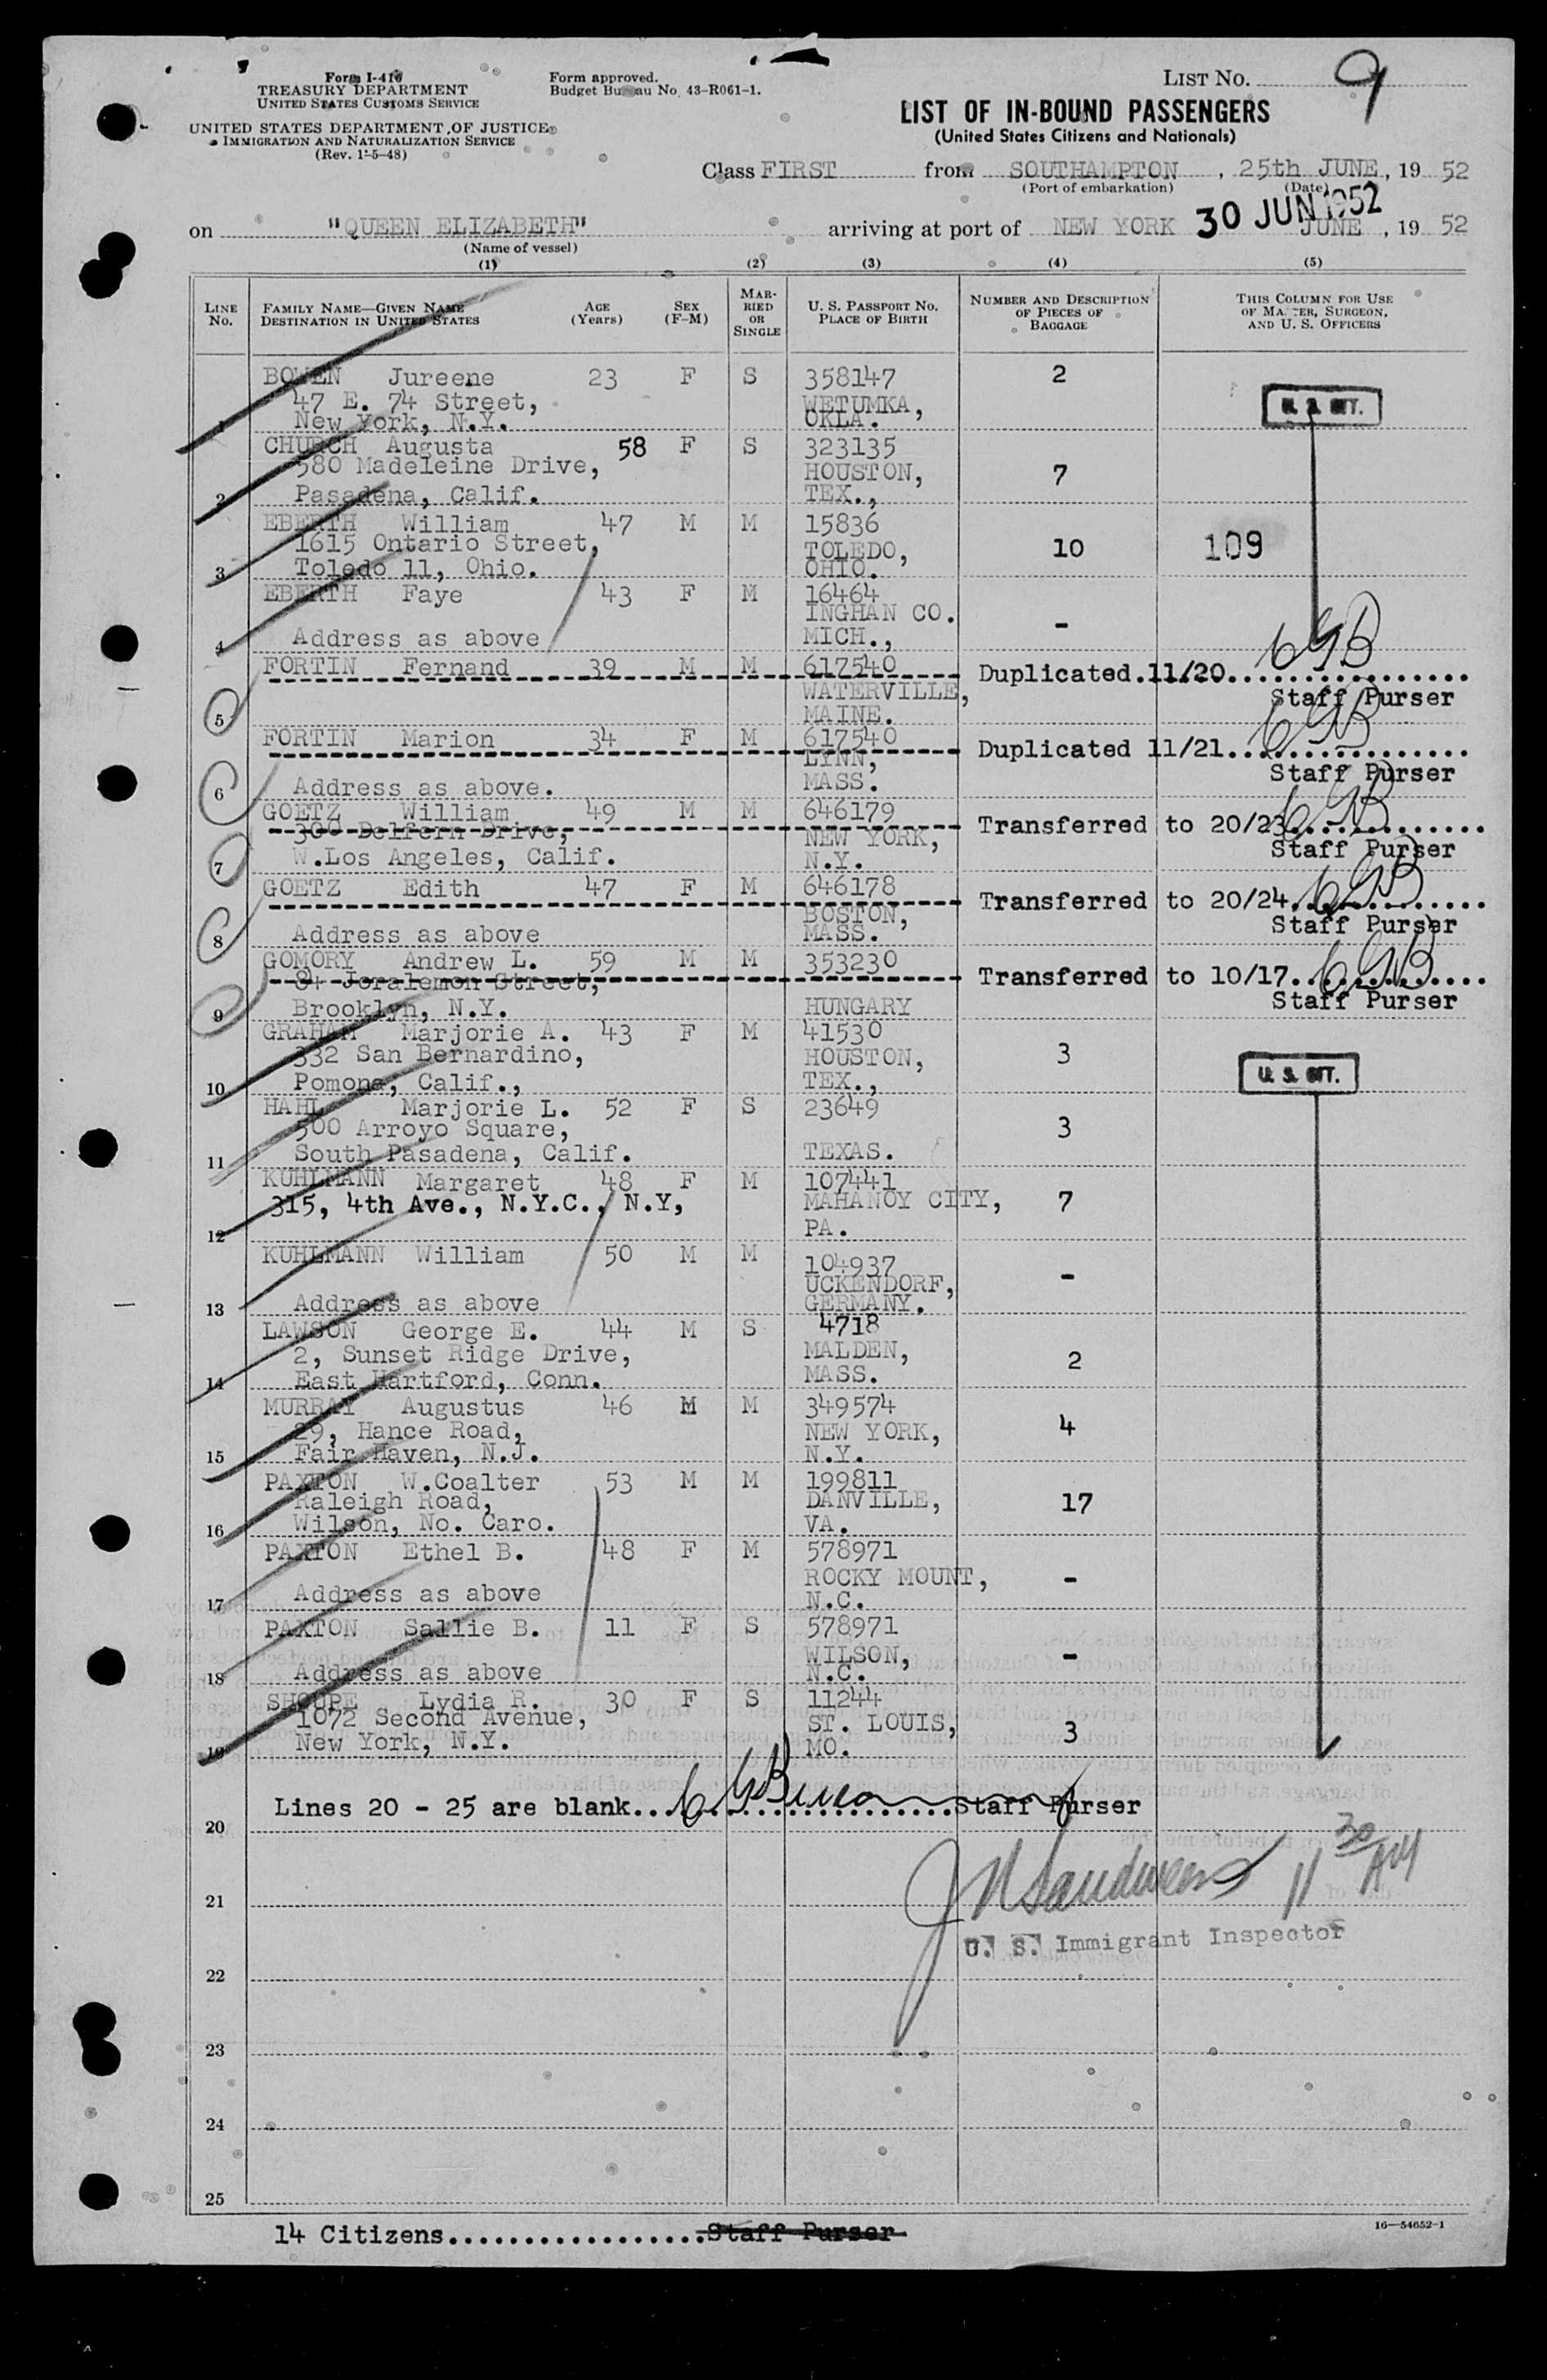 Form I-416
TREASURY DEPARTMENT
UNITED STATES CUSTOMS SERVICE
UNITED STATES DEPARTMENT OF JUSTICE
IMMIGRATION AND NATURALIZATION SERVICE
(Rev. 1-5-48)
Form approved.
Budget Bureau No. 43-R061-1.
LIST No. 9
LIST OF IN-BOUND PASSENGERS
(United States Citizens and Nationals)
Class FIRST from SOUTHAMPTON, 25th JUNE, 19 52
(Port of embarkation) (Date)
on "QUEEN ELIZABETH" arriving at port of NEW YORK 30 JUN 1952 JUNE, 19 52
(Name of vessel)
(1) (2) (3) (4) (5)
LINE No. FAMILY NAME—GIVEN NAME DESTINATION IN UNITED STATES AGE (Years) SEX (F-M) MARRIED OR SINGLE U. S. PASSPORT NO. PLACE OF BIRTH NUMBER AND DESCRIPTION OF PIECES OF BAGGAGE THIS COLUMN FOR USE OF MASTER, SURGEON, AND U. S. OFFICERS
BOWEN Jureene 23 F S 358147 2
47 E. 74 Street, WETUMKA, U. S. CIT.
1 New York, N.Y. OKLA.
CHURCH Augusta 58 F S 323135
580 Madeleine Drive, HOUSTON, 7
2 Pasadena, Calif. TEX.,
EBERTH William 47 M M 15836
1615 Ontario Street, TOLEDO, 10 109
3 Toledo 11, Ohio. OHIO.
EBERTH Faye 43 F M 16464
INGHAN CO. -
4 Address as above MICH.,
FORTIN Fernand 39 M M 617540 Duplicated.11/20
WATERVILLE, Staff Purser
5 MAINE.
FORTIN Marion 34 F M 617540 Duplicated 11/21
LYNN, Staff Purser
6 Address as above. MASS.
GOETZ William 49 M M 646179 Transferred to 20/23
300 Delfern Drive, NEW YORK, Staff Purser
7 W.Los Angeles, Calif. N.Y.
GOETZ Edith 47 F M 646178 Transferred to 20/24
BOSTON, Staff Purser
8 Address as above MASS.
GOMORY Andrew L. 59 M M 353230 Transferred to 10/17
84 Joralemon Street, Staff Purser
9 Brooklyn, N.Y. HUNGARY
GRAHAM Marjorie A. 43 F M 41530
332 San Bernardino, HOUSTON, 3
10 Pomona, Calif., TEX., U. S. CIT.
HAHL Marjorie L. 52 F S 23649
500 Arroyo Square, 3
11 South Pasadena, Calif. TEXAS.
KUHLMANN Margaret 48 F M 107441
315, 4th Ave., N.Y.C., N.Y, MAHANOY CITY, 7
12 PA.
KUHLMANN William 50 M M 104937
UCKENDORF, -
13 Address as above GERMANY.
LAWSON George E. 44 M S 4718
2, Sunset Ridge Drive, MALDEN, 2
14 East Hartford, Conn. MASS.
MURRAY Augustus 46 M M 349574
29, Hance Road, NEW YORK, 4
15 Fair Haven, N.J. N.Y.
PAXTON W.Coalter 53 M M 199811
Raleigh Road, DANVILLE, 17
16 Wilson, No. Caro. VA.
PAXTON Ethel B. 48 F M 578971
ROCKY MOUNT, -
17 Address as above N.C.
PAXTON Sallie B. 11 F S 578971
WILSON, -
18 Address as above N.C.
SHOUPE Lydia R. 30 F S 11244
1072 Second Avenue, ST. LOUIS, 3
19 New York, N.Y. MO.
Lines 20 - 25 are blank Staff Purser
20
11 30 AM
21
U. S. Immigrant Inspector
22
23
24
25
14 Citizens Staff Purser
16—54652-1